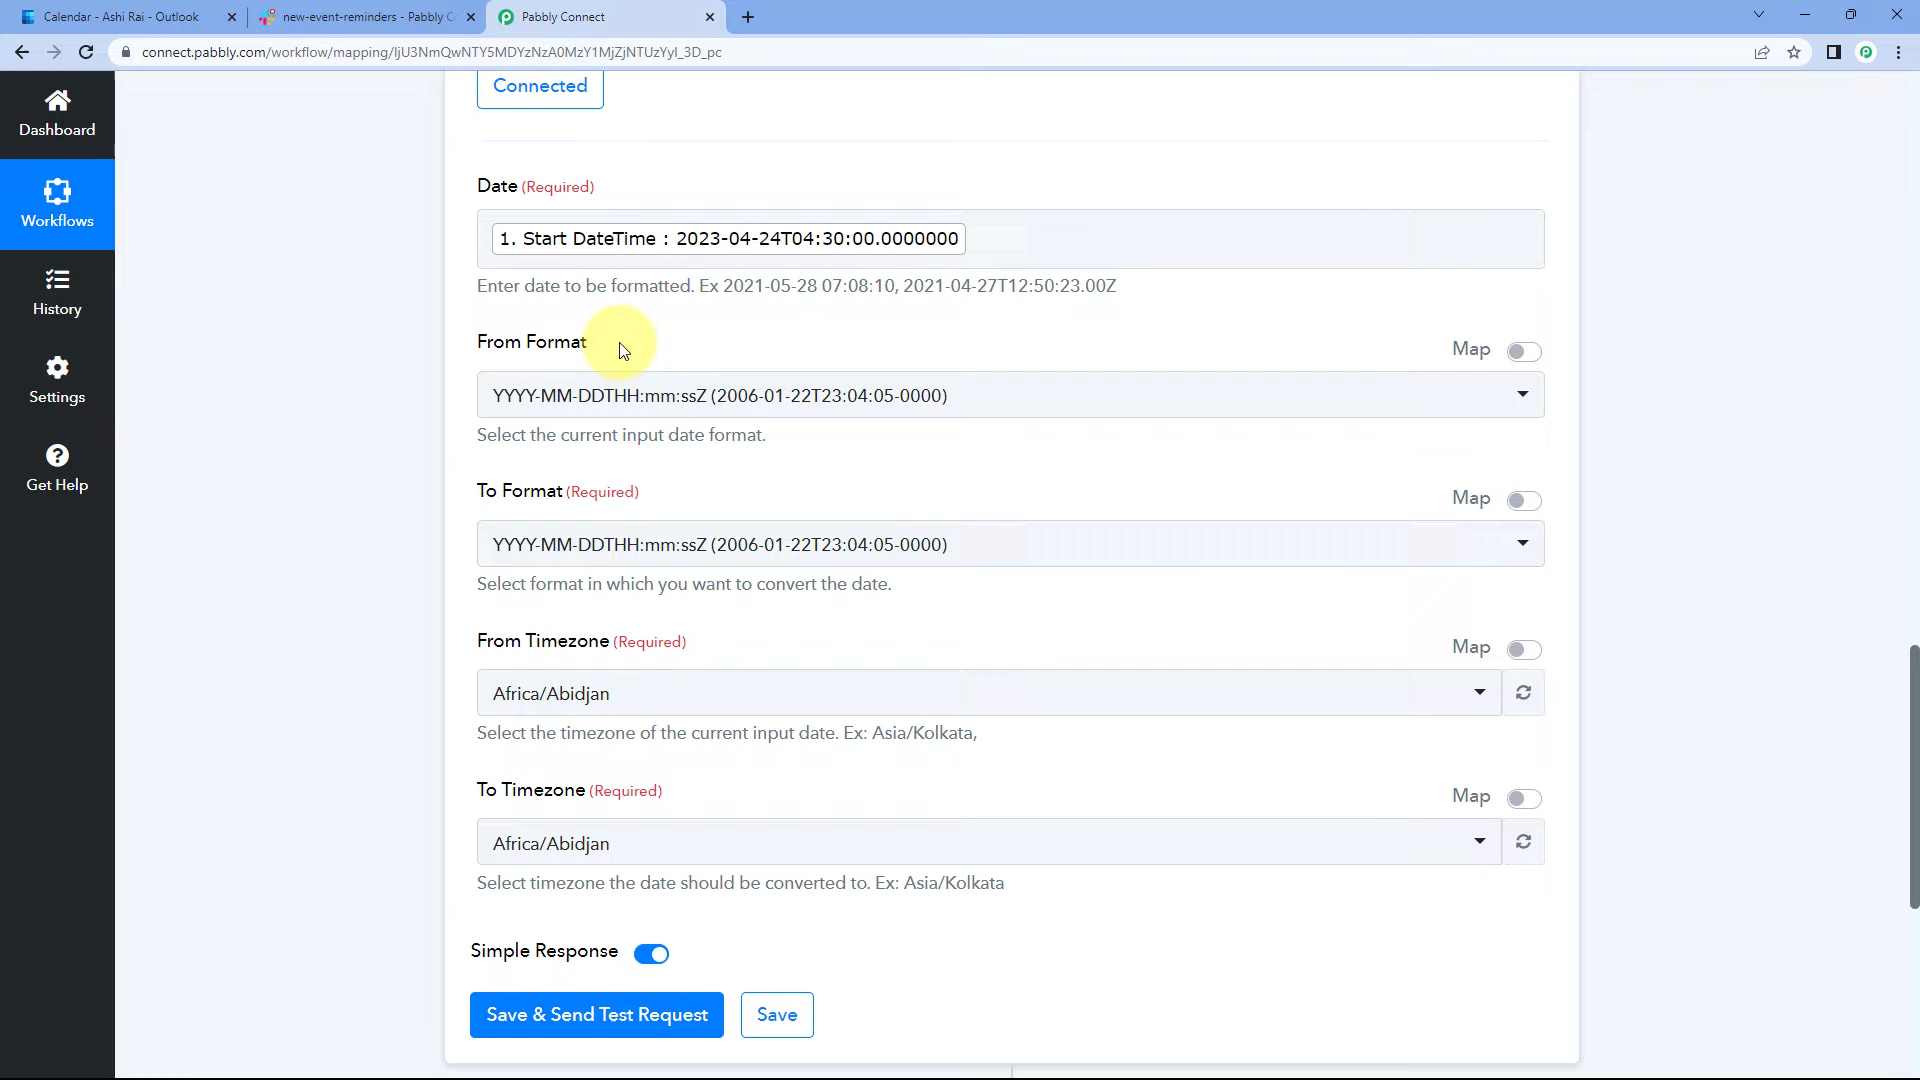 Calendar - Ashi Rai - Outlook
new-event-reminders - Pabbly C
Pabbly Connect
connect.pabbly.com/workflow/mapping/IjU3NmQwNTY5MDYzNzA0MzY1MjZjNTUzYyI_3D_pc
Dashboard
Workflows
History
Settings
Get Help
Connected
Date (Required)
1. Start DateTime : 2023-04-24T04:30:00.0000000
Enter date to be formatted. Ex 2021-05-28 07:08:10, 2021-04-27T12:50:23.00Z
From Format
Map
YYYY-MM-DDTHH:mm:ssZ (2006-01-22T23:04:05-0000)
Select the current input date format.
To Format (Required)
Map
YYYY-MM-DDTHH:mm:ssZ (2006-01-22T23:04:05-0000)
Select format in which you want to convert the date.
From Timezone (Required)
Map
Africa/Abidjan
Select the timezone of the current input date. Ex: Asia/Kolkata,
To Timezone (Required)
Map
Africa/Abidjan
Select timezone the date should be converted to. Ex: Asia/Kolkata
Simple Response
Save & Send Test Request
Save